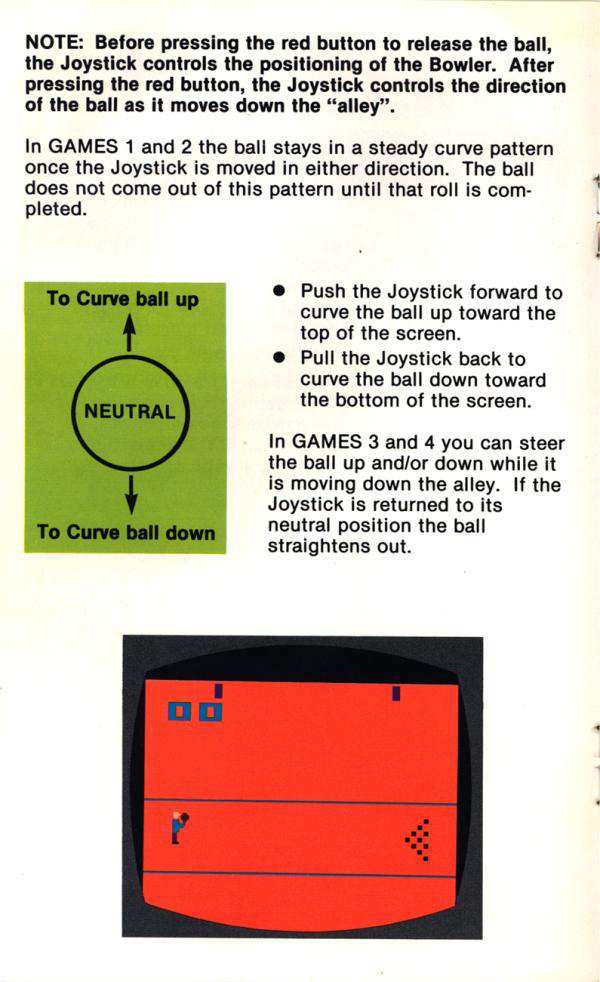 NOTE: Before pressing the red button to release the ball,
the Joystick controls the positioning of the Bowler. After
pressing the red button, the Joystick controls the direction
of the ball as it moves down the “alley”.
In GAMES 1 and 2 the ball stays in a steady curve pattern
once the Joystick is moved in either direction. The ball
does not come out of this pattern until that roll is com-
pleted.
To Curve ball up
NEUTRAL
To Curve ball down
● Push the Joystick forward to
curve the ball up toward the
top of the screen.
● Pull the Joystick back to
curve the ball down toward
the bottom of the screen.
In GAMES 3 and 4 you can steer
the ball up and/or down while it
is moving down the alley. If the
Joystick is returned to its
neutral position the ball
straightens out.
00